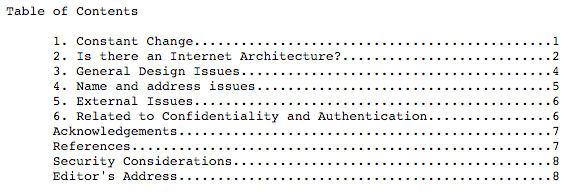 Table of Contents
1. Constant Change..............................................1
2. Is there an Internet Architecture?...........................2
3. General Design Issues........................................4
4. Name and address issues......................................5
5. External Issues..............................................6
6. Related to Confidentiality and Authentication................6
Acknowledgements................................................7
References......................................................7
Security Considerations.........................................8
Editor's Address................................................8